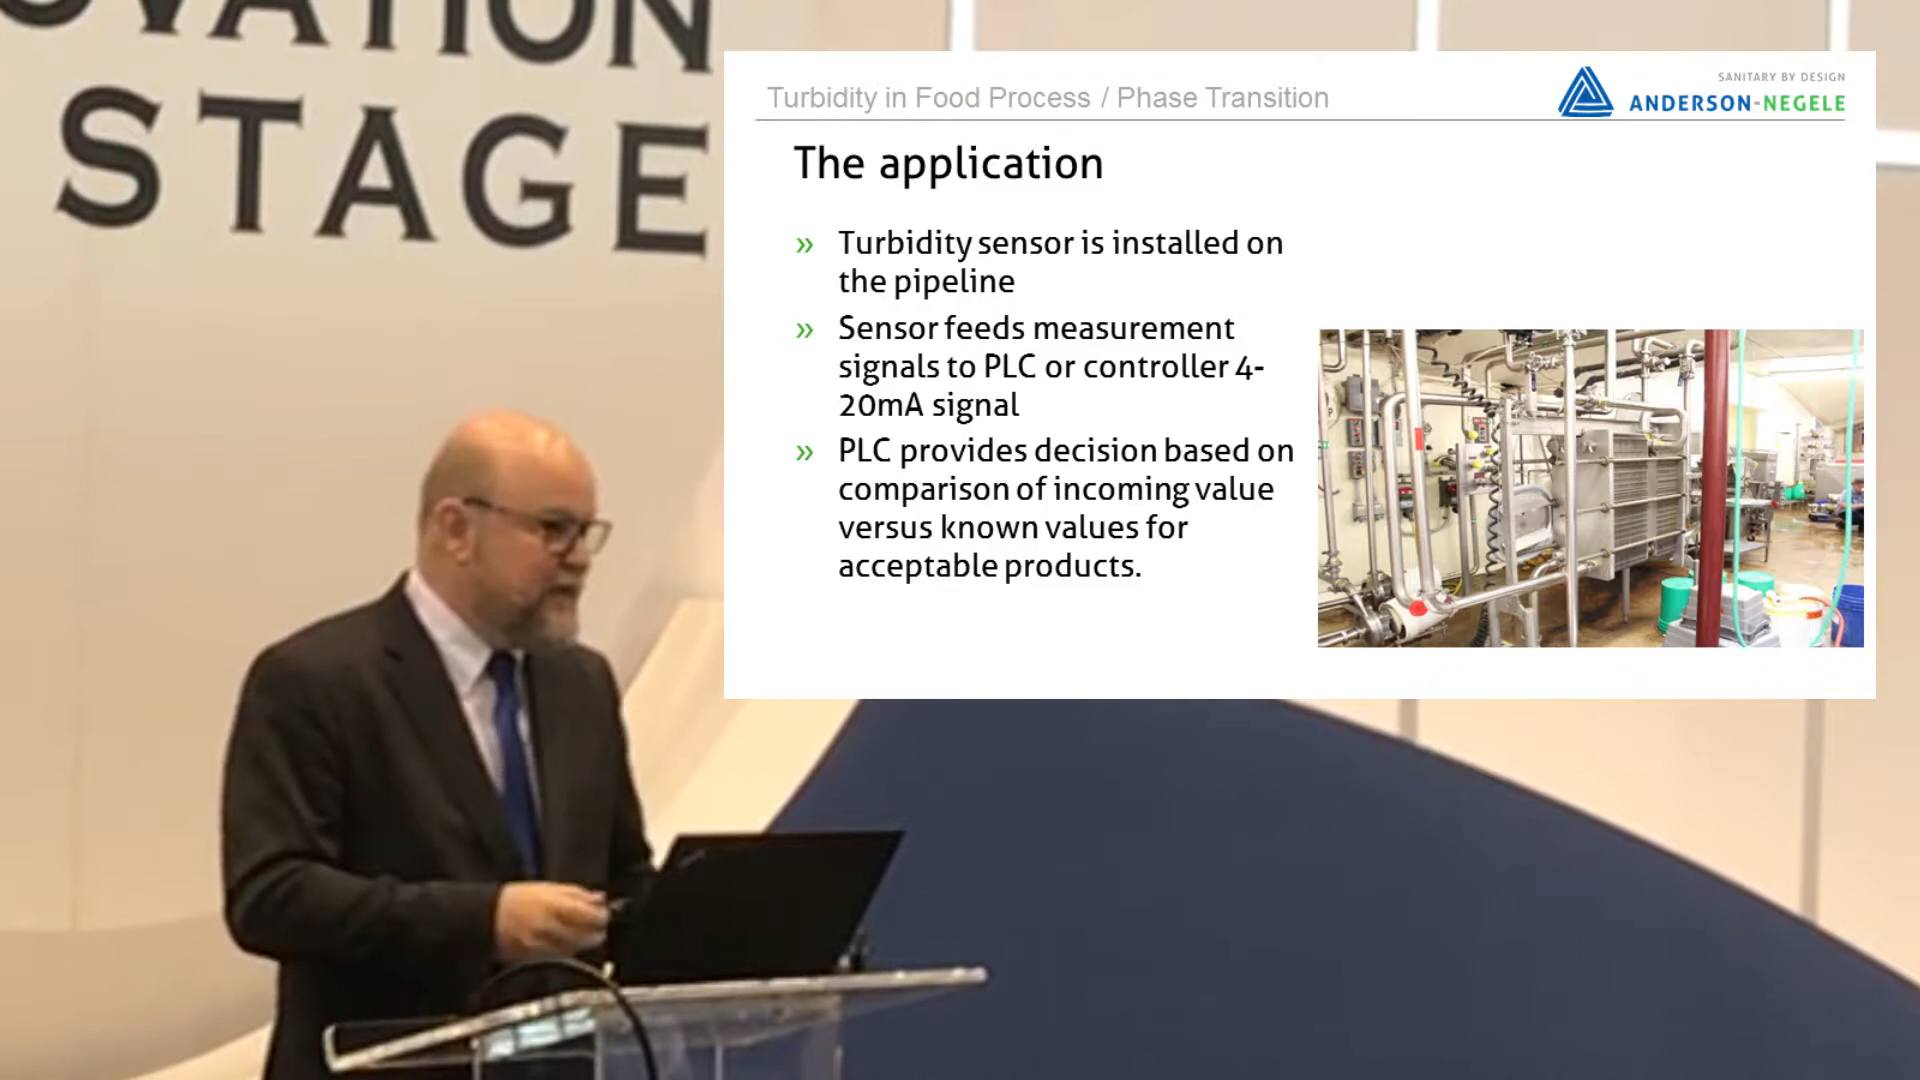 OVATION
STAGE
Turbidity in Food Process / Phase Transition
SANITARY BY DESIGN
ANDERSON-NEGELE
The application
» Turbidity sensor is installed on
the pipeline
» Sensor feeds measurement
signals to PLC or controller 4-
20mA signal
» PLC provides decision based on
comparison of incoming value
versus known values for
acceptable products.